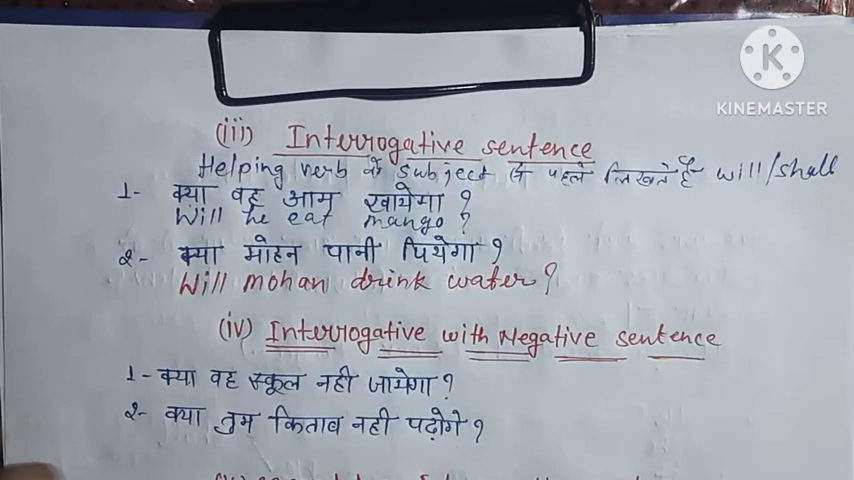 K
KINEMASTER
(iii) Interrogative sentence
Helping verb को subject से पहले लिखते है will/shall
1- क्या वह आम खायेगा ?
Will he eat mango ?
2- क्या मोहन पानी पियेगा ?
Will mohan drink water ?
(iv) Interrogative with Negative sentence
1- क्या वह स्कूल नही जायेगा ?
2- क्या तुम किताब नही पढ़ोगे ?